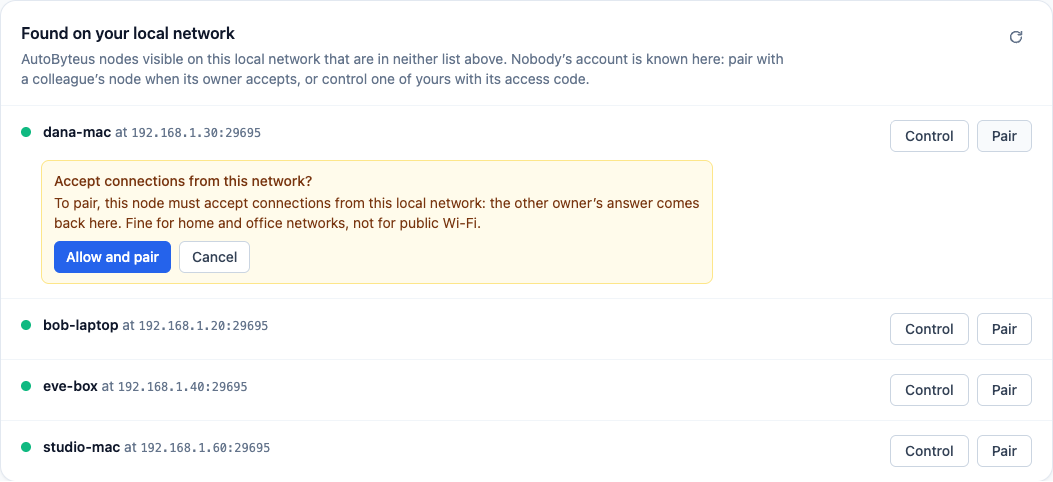 Found on your local network
AutoByteus nodes visible on this local network that are in neither list above. Nobody’s account is known here: pair with
a colleague’s node when its owner accepts, or control one of yours with its access code.
dana-mac at 192.168.1.30:29695
Control
Pair
Accept connections from this network?
To pair, this node must accept connections from this local network: the other owner’s answer comes
back here. Fine for home and office networks, not for public Wi-Fi.
Allow and pair
Cancel
bob-laptop at 192.168.1.20:29695
Control
Pair
eve-box at 192.168.1.40:29695
Control
Pair
studio-mac at 192.168.1.60:29695
Control
Pair